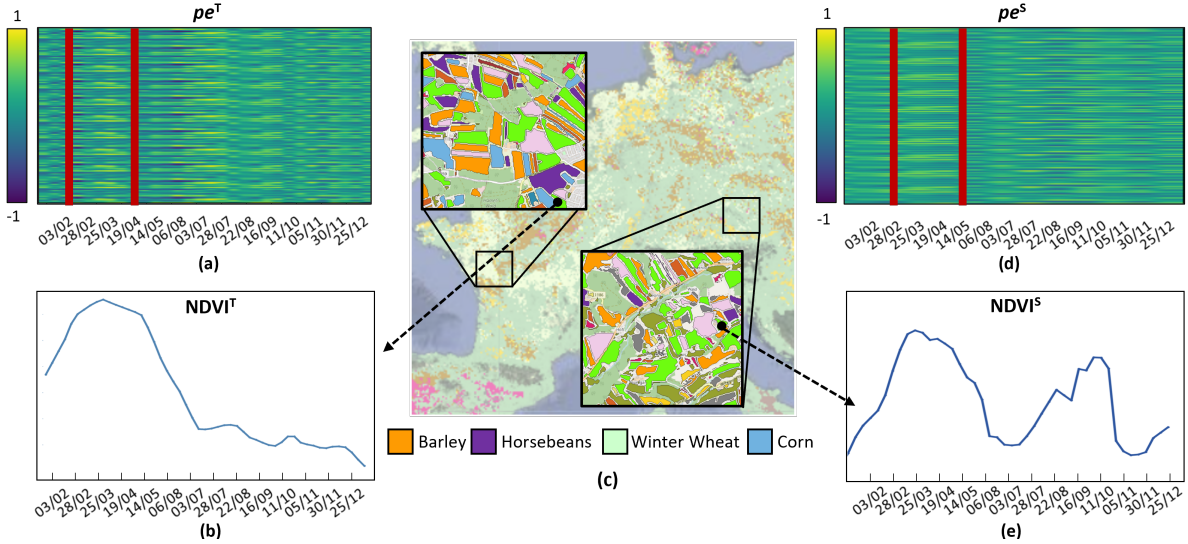 1
pe^T
-1
03/02 28/02 25/03 19/04 14/05 06/08 03/07 28/07 22/08 16/09 11/10 05/11 30/11 25/12
(a)
NDVI^T
03/02 28/02 25/03 19/04 14/05 06/08 03/07 28/07 22/08 16/09 11/10 05/11 30/11 25/12
(b)
Barley Horsebeans Winter Wheat Corn
(c)
1
pe^S
-1
03/02 28/02 25/03 19/04 14/05 06/08 03/07 28/07 22/08 16/09 11/10 05/11 30/11 25/12
(d)
NDVI^S
03/02 28/02 25/03 19/04 14/05 06/08 03/07 28/07 22/08 16/09 11/10 05/11 30/11 25/12
(e)